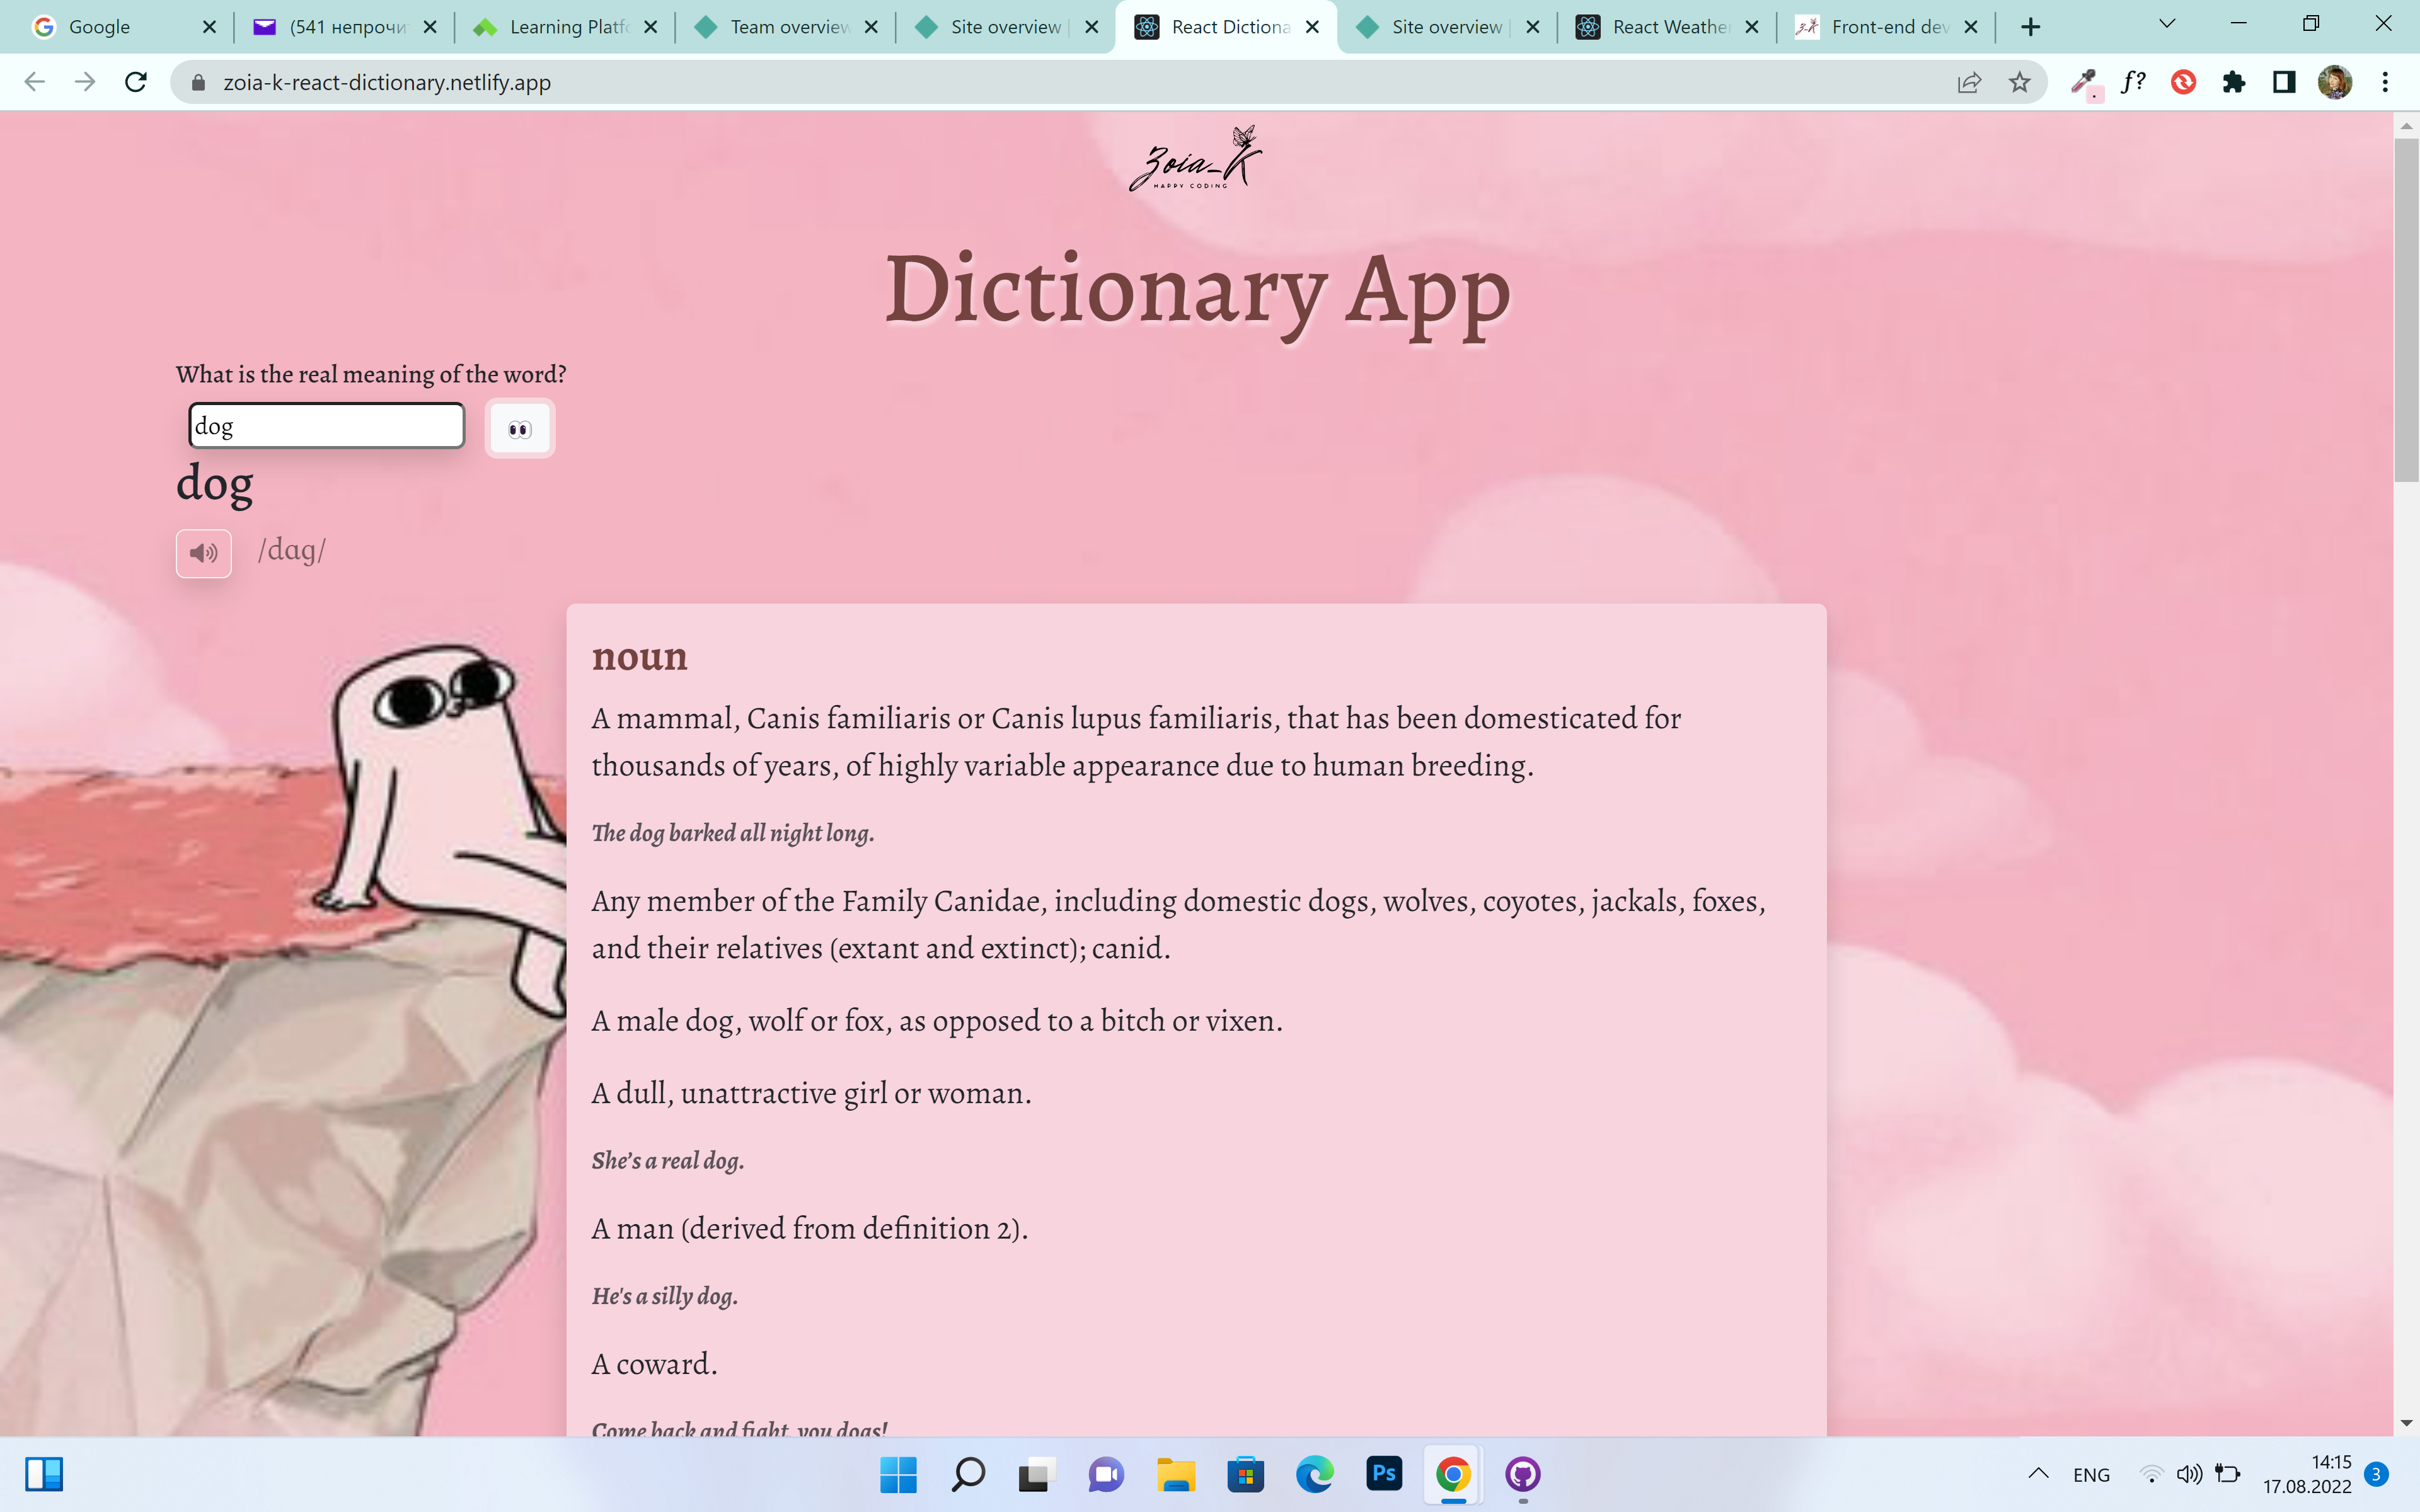 Google
(541 непрочи
Learning Platfo
Team overview
Site overview |
React Dictiona
Site overview |
React Weather
Front-end dev
zoia-k-react-dictionary.netlify.app
f?
Zoia_K
HAPPY CODING
Dictionary App
What is the real meaning of the word?
dog
dog
/dɑɡ/
noun
A mammal, Canis familiaris or Canis lupus familiaris, that has been domesticated for
thousands of years, of highly variable appearance due to human breeding.
The dog barked all night long.
Any member of the Family Canidae, including domestic dogs, wolves, coyotes, jackals, foxes,
and their relatives (extant and extinct); canid.
A male dog, wolf or fox, as opposed to a bitch or vixen.
A dull, unattractive girl or woman.
She’s a real dog.
A man (derived from definition 2).
He's a silly dog.
A coward.
Come back and fight, you dogs!
Ps
ENG
14:15
17.08.2022
3